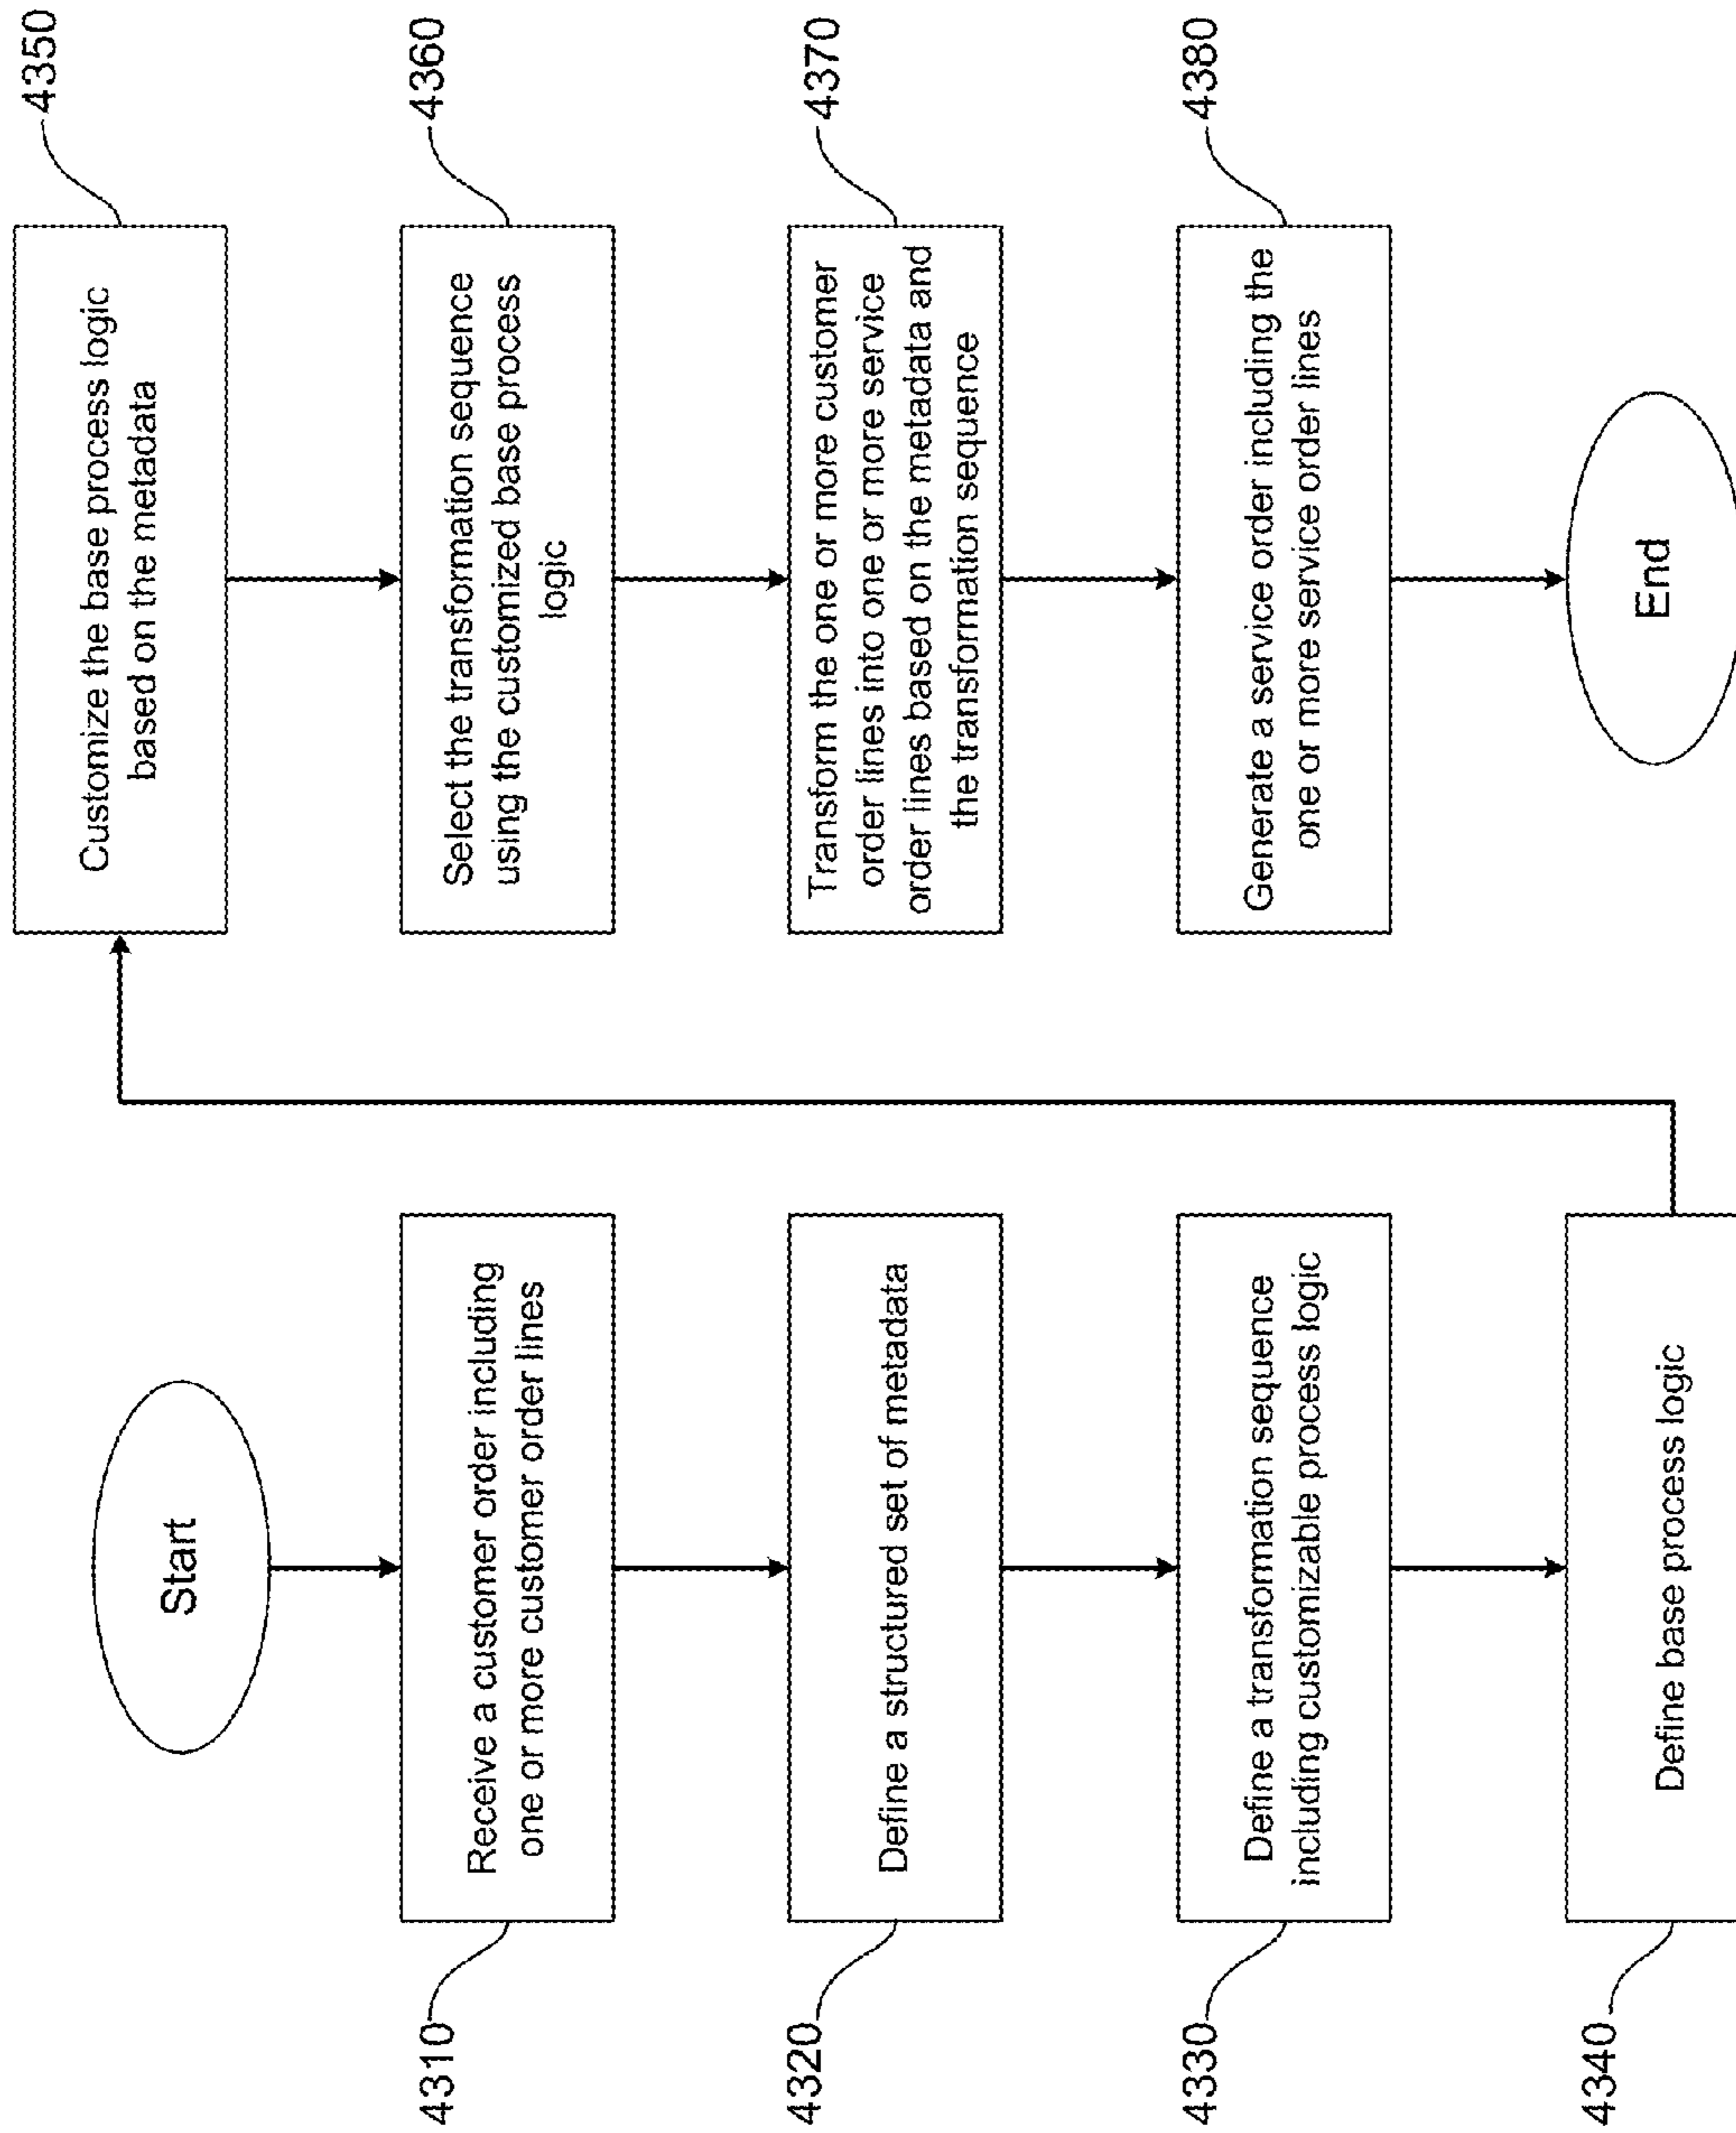 Start
4310
Receive a customer order including
one or more customer order lines
4320
Define a structured set of metadata
4330
Define a transformation sequence
including customizable process logic
4340
Define base process logic
4350
Customize the base process logic
based on the metadata
4360
Select the transformation sequence
using the customized base process
logic
4370
Transform the one or more customer
order lines into one or more service
order lines based on the metadata and
the transformation sequence
4380
Generate a service order including the
one or more service order lines
End